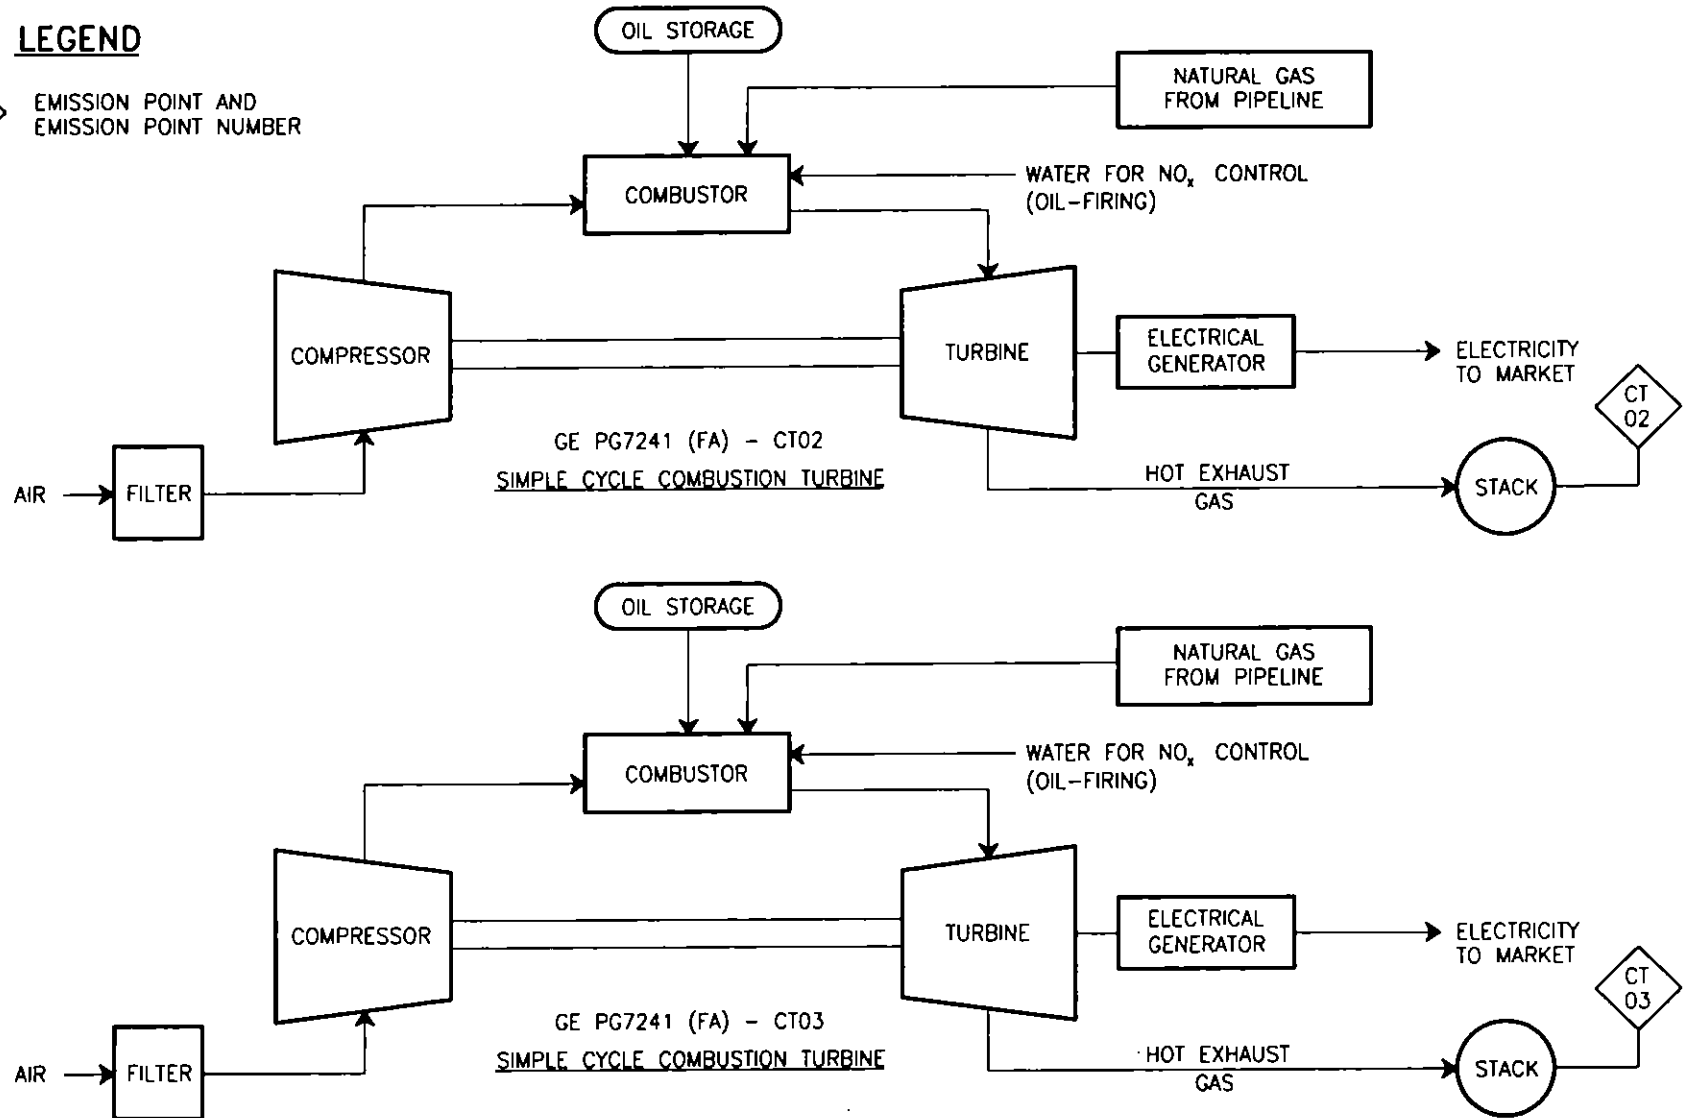 LEGEND
EMISSION POINT AND
EMISSION POINT NUMBER
OIL STORAGE
NATURAL GAS
FROM PIPELINE
COMBUSTOR
WATER FOR NOₓ CONTROL
(OIL-FIRING)
COMPRESSOR
TURBINE
ELECTRICAL
GENERATOR
ELECTRICITY
TO MARKET
CT
02
GE PG7241 (FA) - CT02
SIMPLE CYCLE COMBUSTION TURBINE
AIR
FILTER
HOT EXHAUST
GAS
STACK
OIL STORAGE
NATURAL GAS
FROM PIPELINE
COMBUSTOR
WATER FOR NOₓ CONTROL
(OIL-FIRING)
COMPRESSOR
TURBINE
ELECTRICAL
GENERATOR
ELECTRICITY
TO MARKET
CT
03
GE PG7241 (FA) - CT03
SIMPLE CYCLE COMBUSTION TURBINE
AIR
FILTER
HOT EXHAUST
GAS
STACK